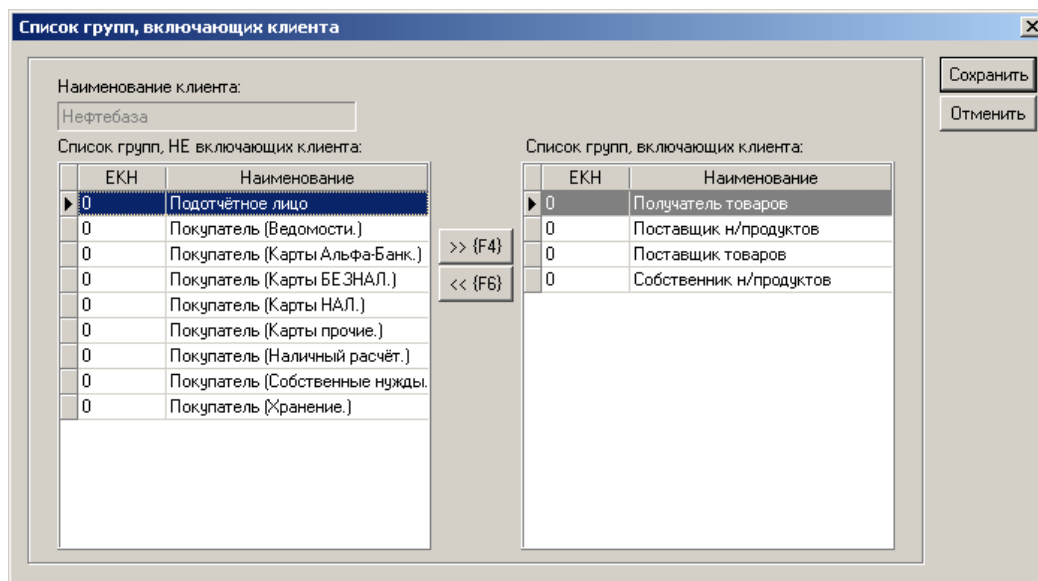 Список групп, включающих клиента
Сохранить
Отменить
Наименование клиента:
Нефтебаза
Список групп, НЕ включающих клиента:
ЕКН Наименование
0 Подотчётное лицо
0 Покупатель (Ведомости.)
0 Покупатель (Карты Альфа-Банк.)
0 Покупатель (Карты БЕЗНАЛ.)
0 Покупатель (Карты НАЛ.)
0 Покупатель (Карты прочие.)
0 Покупатель (Наличный расчёт.)
0 Покупатель (Собственные нужды.
0 Покупатель (Хранение.)
>> {F4}
<< {F6}
Список групп, включающих клиента:
ЕКН Наименование
0 Получатель товаров
0 Поставщик н/продуктов
0 Поставщик товаров
0 Собственник н/продуктов